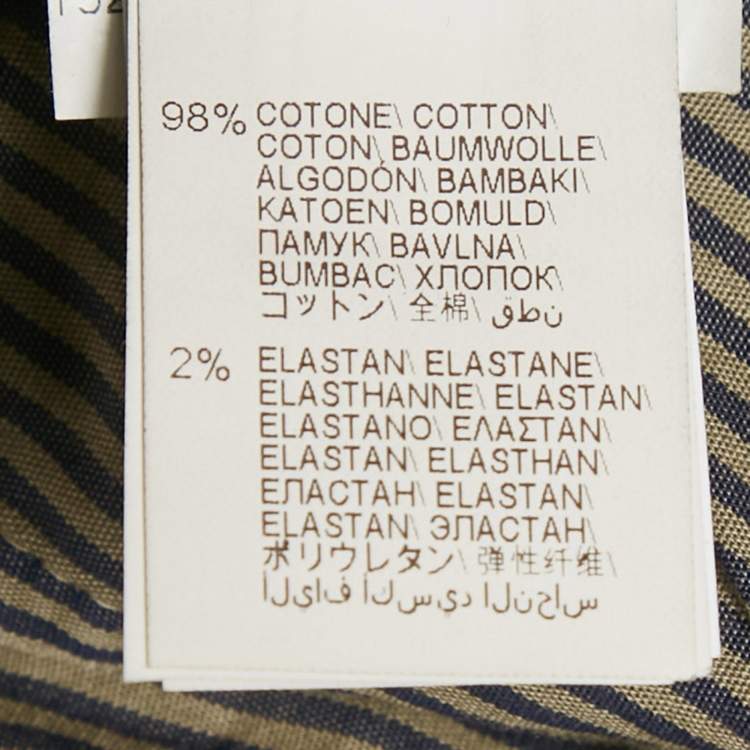 98% COTONE\ COTTON\
COTON\ BAUMWOLLE\
ALGODÓN\ BAMBAKI\
KATOEN\ BOMULD\
ПАМУК\ BAVLNA\
BUMBAC\ ХЛОПОК\
コットン\ 全棉\ قطن
2% ELASTAN\ ELASTANE\
ELASTHANNE\ ELASTAN\
ELASTANO\ ΕΛΑΣΤΑΝ\
ELASTAN\ ELASTHAN\
ЕЛАСТАН\ ELASTAN\
ELASTAN\ ЭЛАСТАН\
ポリウレタン\ 弹性纤维\
الياف اكسيد النحاس